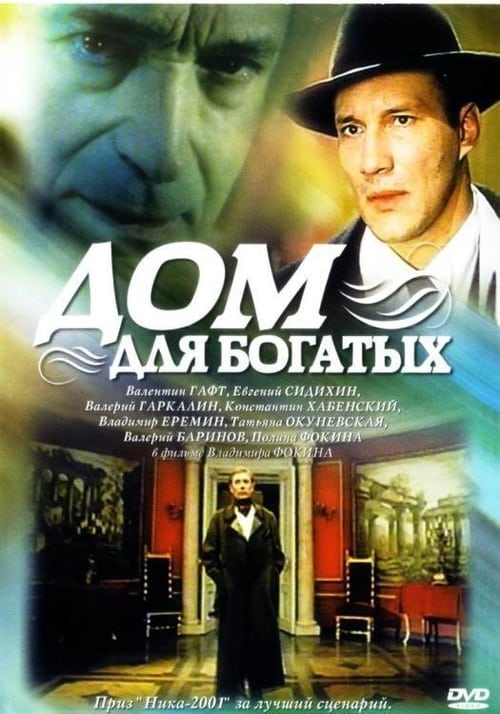 ДОМ
ДЛЯ БОГАТЫХ
Валентин ГАФТ, Евгений СИДИХИН,
Валерий ГАРКАЛИН, Константин ХАБЕНСКИЙ,
Владимир ЕРЕМИН, Татьяна ОКУНЕВСКАЯ,
Валерий БАРИНОВ, Полина ФОКИНА
в фильме Владимира ФОКИНА
Приз "Ника-2001" за лучший сценарий.
DVD
VIDEO